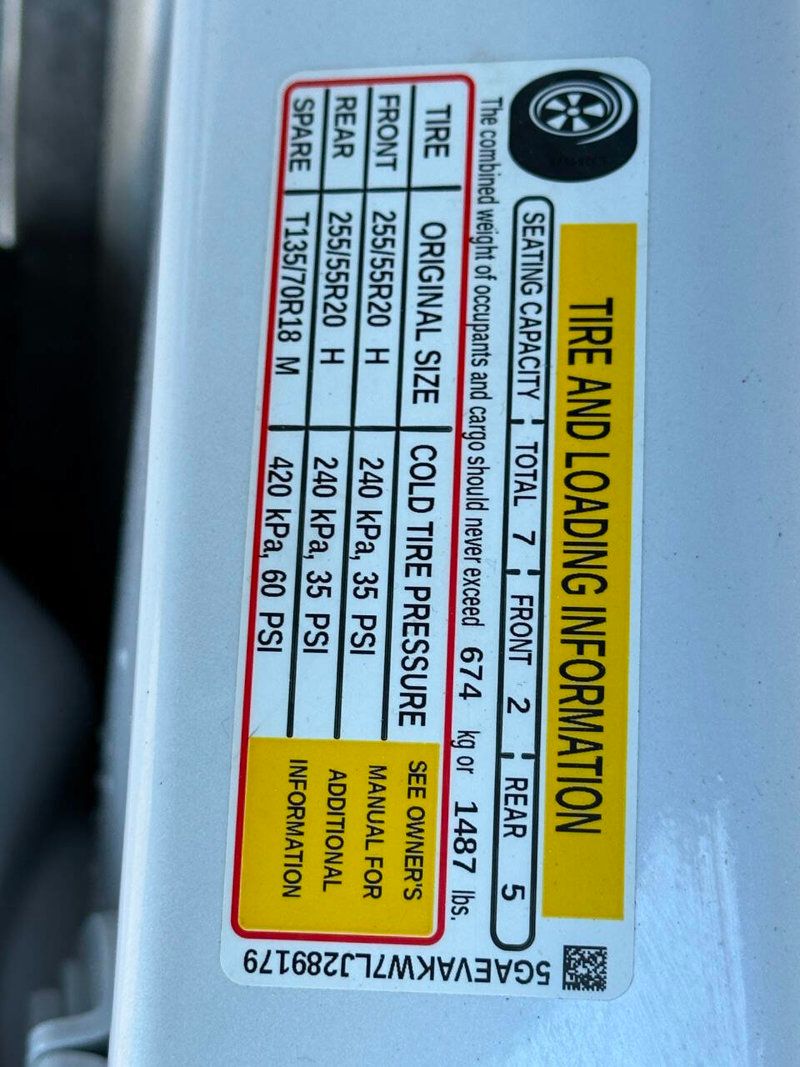 TIRE AND LOADING INFORMATION
SEATING CAPACITY TOTAL 7 FRONT 2 REAR 5
The combined weight of occupants and cargo should never exceed 674 kg or 1487 lbs.
TIRE ORIGINAL SIZE COLD TIRE PRESSURE
FRONT 255/55R20 H 240 kPa, 35 PSI
REAR 255/55R20 H 240 kPa, 35 PSI
SPARE T135/70R18 M 420 kPa, 60 PSI
SEE OWNER'S
MANUAL FOR
ADDITIONAL
INFORMATION
5GAEVAKW7LJ289179